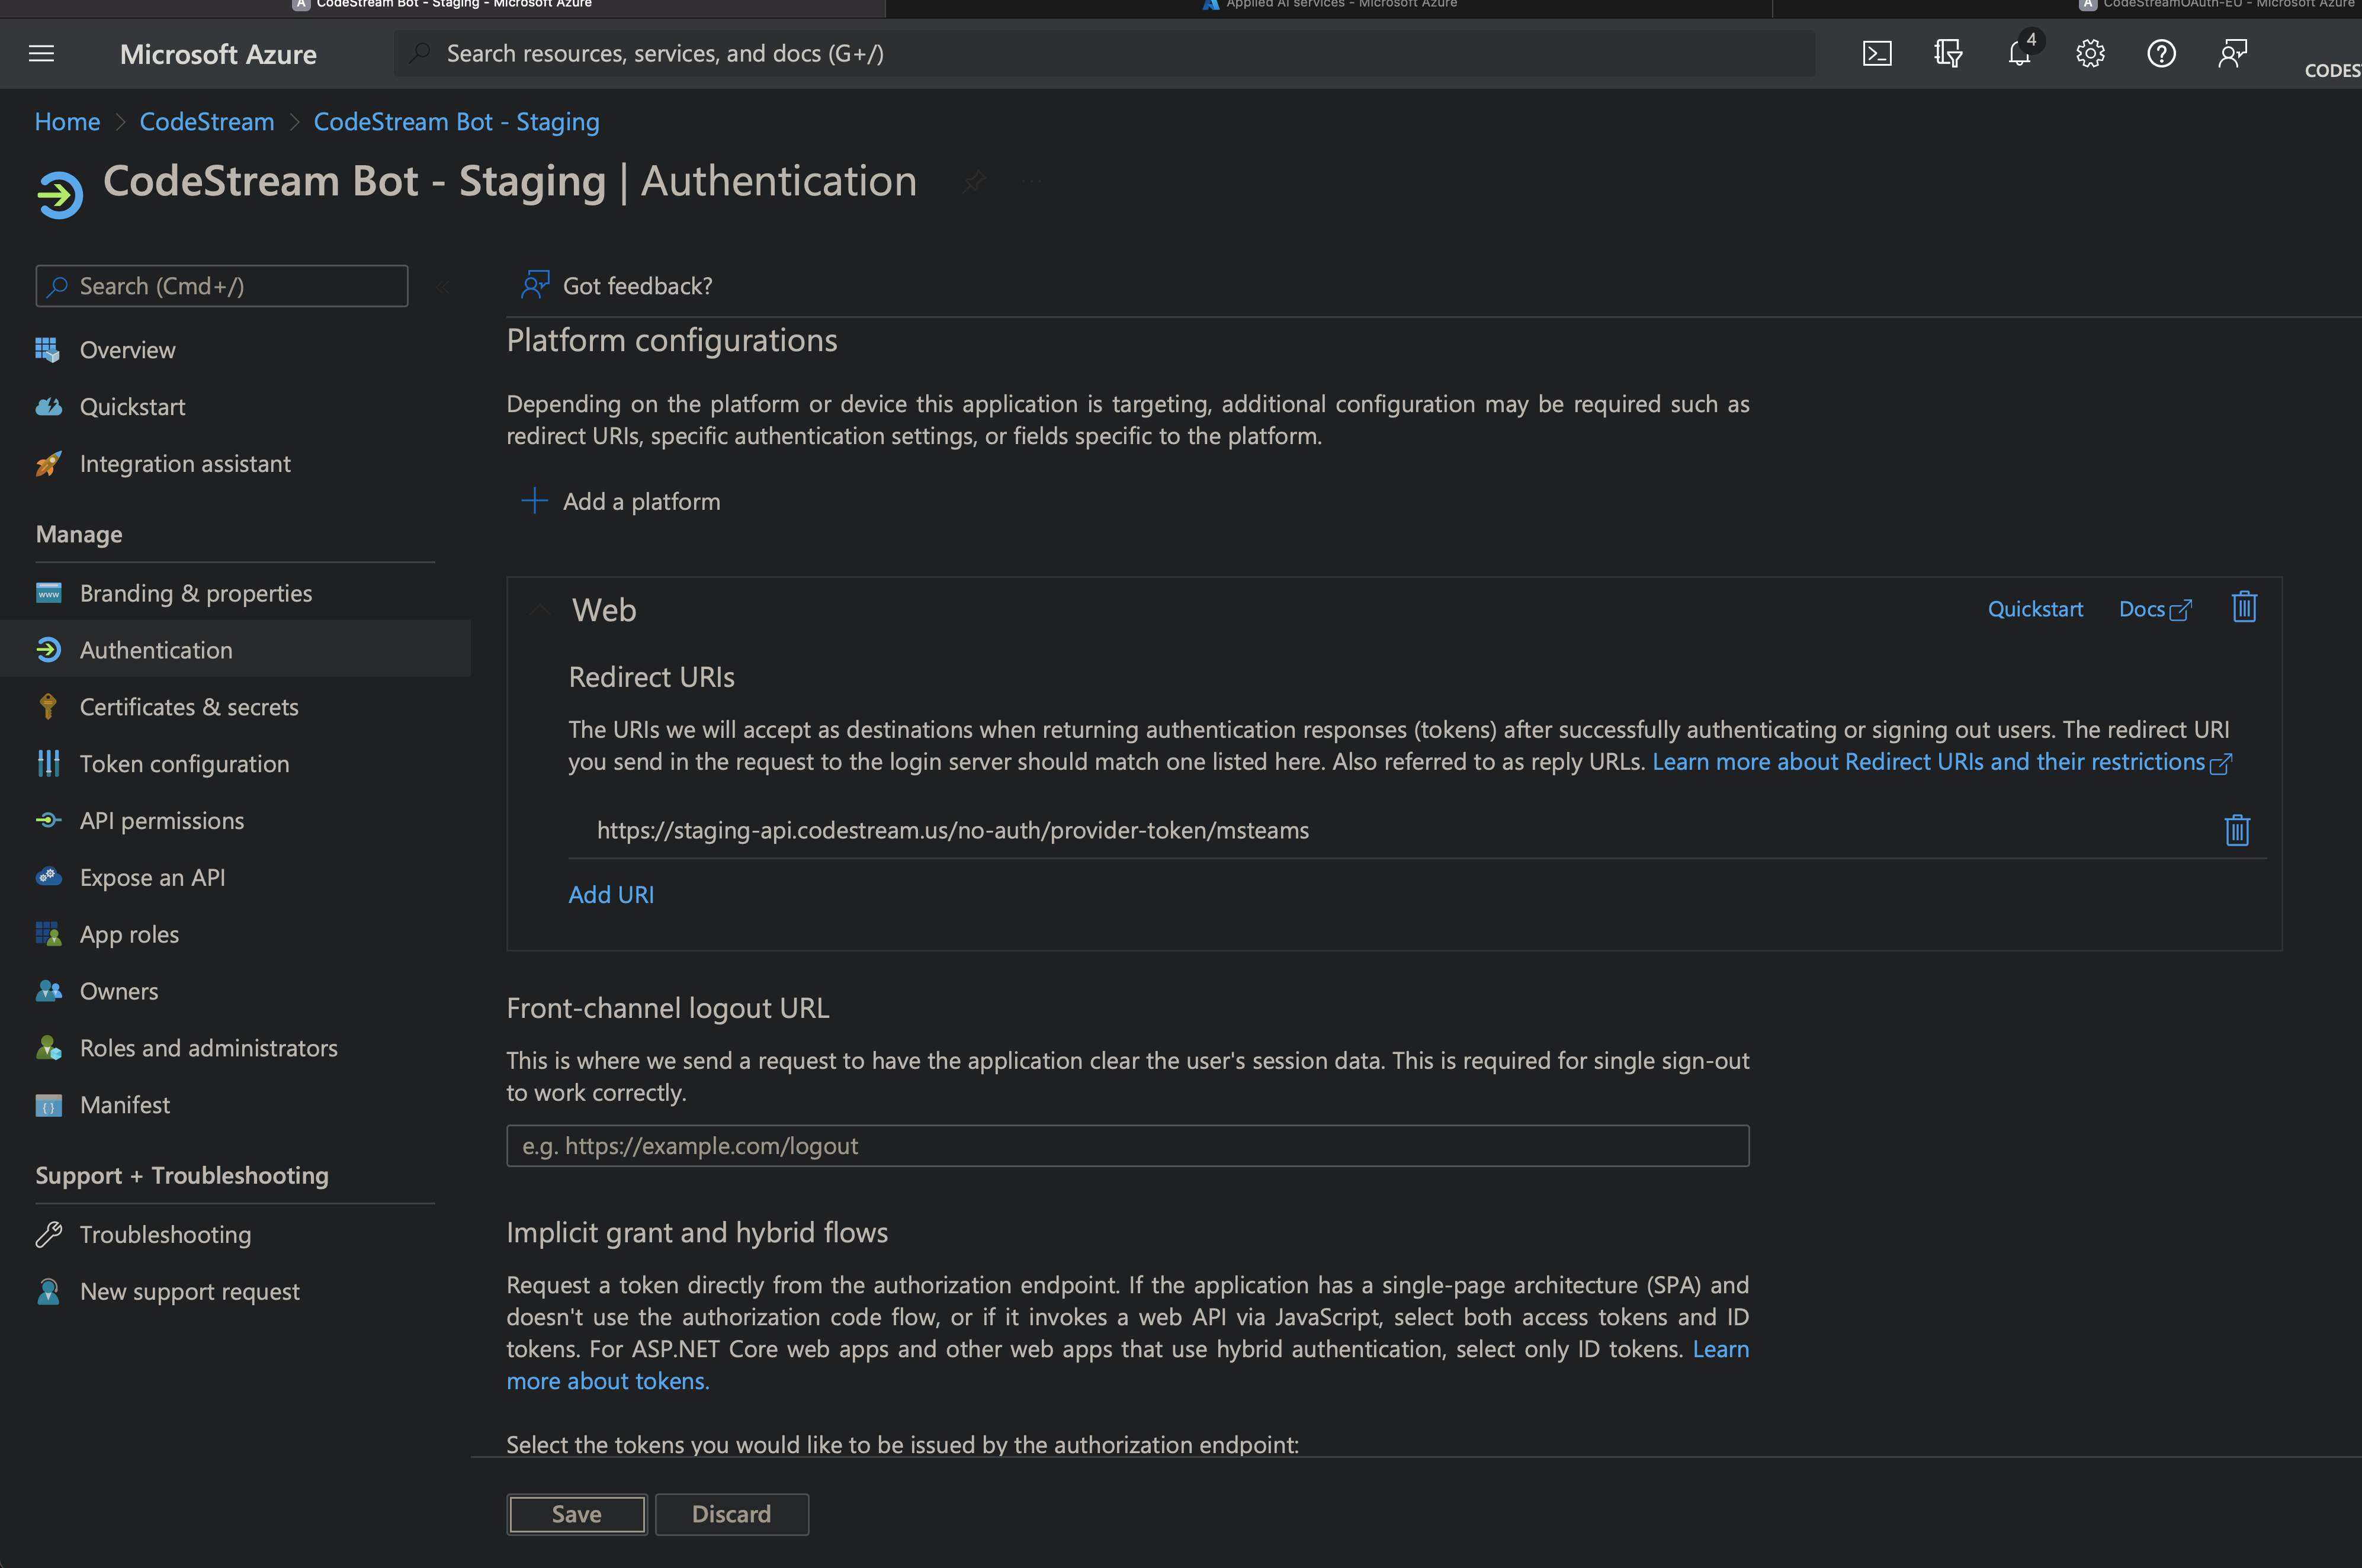 CodeStream Bot - Staging - Microsoft Azure
Applied AI services - Microsoft Azure
CodeStreamOAuth-EU - Microsoft Azure
Microsoft Azure
Search resources, services, and docs (G+/)
4
CODES
Home > CodeStream > CodeStream Bot - Staging
CodeStream Bot - Staging | Authentication
Search (Cmd+/)
Overview
Quickstart
Integration assistant
Manage
Branding & properties
Authentication
Certificates & secrets
Token configuration
API permissions
Expose an API
App roles
Owners
Roles and administrators
Manifest
Support + Troubleshooting
Troubleshooting
New support request
Got feedback?
Platform configurations
Depending on the platform or device this application is targeting, additional configuration may be required such as
redirect URIs, specific authentication settings, or fields specific to the platform.
Add a platform
Web
Quickstart
Docs
Redirect URIs
The URIs we will accept as destinations when returning authentication responses (tokens) after successfully authenticating or signing out users. The redirect URI
you send in the request to the login server should match one listed here. Also referred to as reply URLs. Learn more about Redirect URIs and their restrictions
https://staging-api.codestream.us/no-auth/provider-token/msteams
Add URI
Front-channel logout URL
This is where we send a request to have the application clear the user's session data. This is required for single sign-out
to work correctly.
e.g. https://example.com/logout
Implicit grant and hybrid flows
Request a token directly from the authorization endpoint. If the application has a single-page architecture (SPA) and
doesn't use the authorization code flow, or if it invokes a web API via JavaScript, select both access tokens and ID
tokens. For ASP.NET Core web apps and other web apps that use hybrid authentication, select only ID tokens. Learn
more about tokens.
Select the tokens you would like to be issued by the authorization endpoint:
Save
Discard